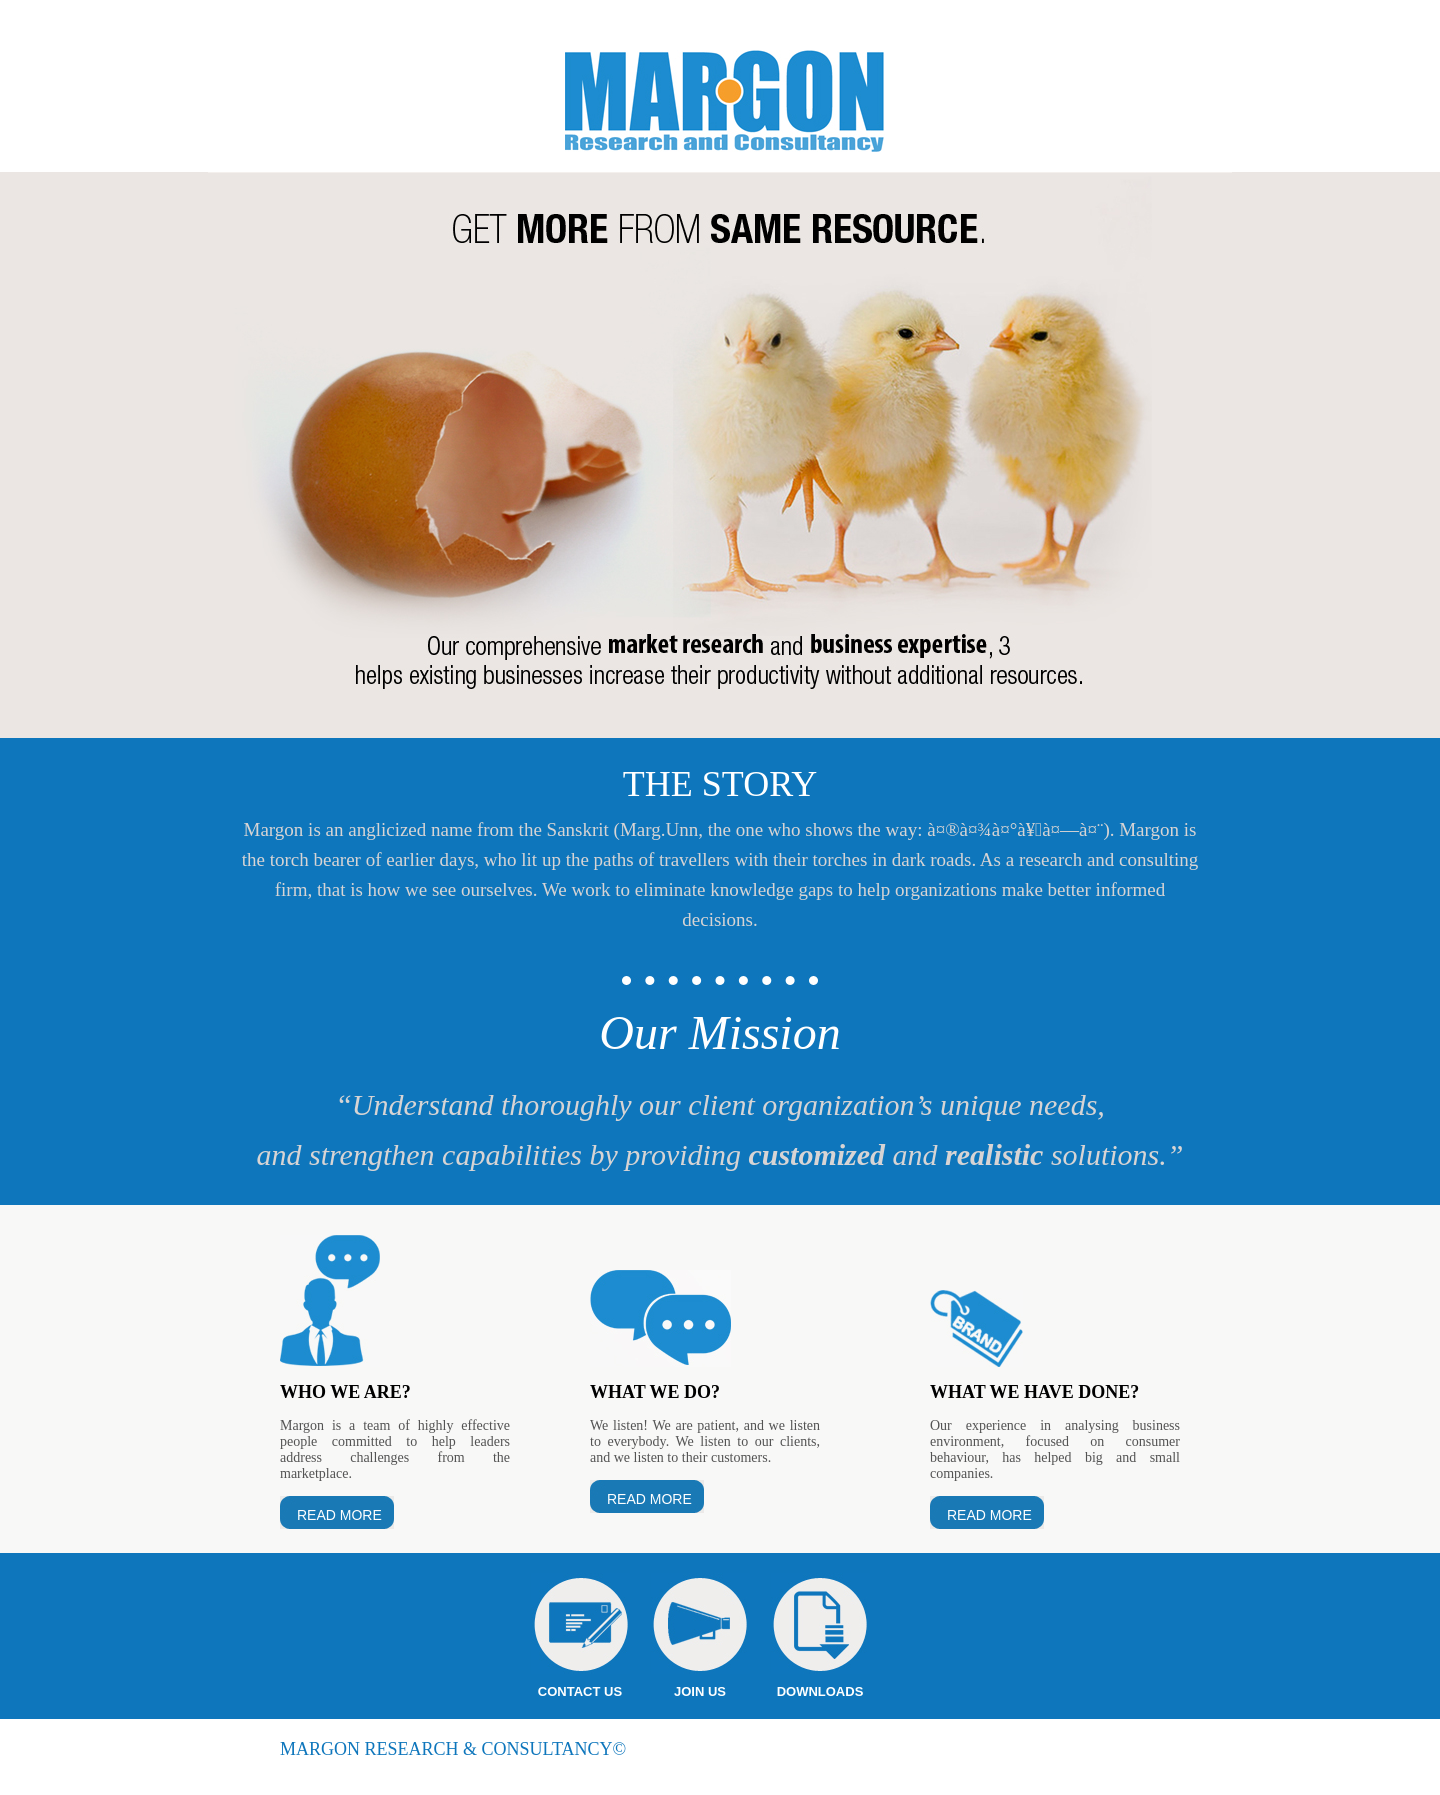 MARGON
Research and Consultancy
GET MORE FROM SAME RESOURCE.
Our comprehensive market research and business expertise, 3
helps existing businesses increase their productivity without additional resources.
THE STORY
Margon is an anglicized name from the Sanskrit (Marg.Unn, the one who shows the way: à¤®à¤¾à¤°à¥à¤—à¤¨). Margon is
the torch bearer of earlier days, who lit up the paths of travellers with their torches in dark roads. As a research and consulting
firm, that is how we see ourselves. We work to eliminate knowledge gaps to help organizations make better informed
decisions.
Our Mission
“Understand thoroughly our client organization’s unique needs,
and strengthen capabilities by providing customized and realistic solutions.”
BRAND
WHO WE ARE?
Margon is a team of highly effective
people committed to help leaders
address challenges from the
marketplace.
READ MORE
WHAT WE DO?
We listen! We are patient, and we listen
to everybody. We listen to our clients,
and we listen to their customers.
READ MORE
WHAT WE HAVE DONE?
Our experience in analysing business
environment, focused on consumer
behaviour, has helped big and small
companies.
READ MORE
CONTACT US
JOIN US
DOWNLOADS
MARGON RESEARCH & CONSULTANCY©